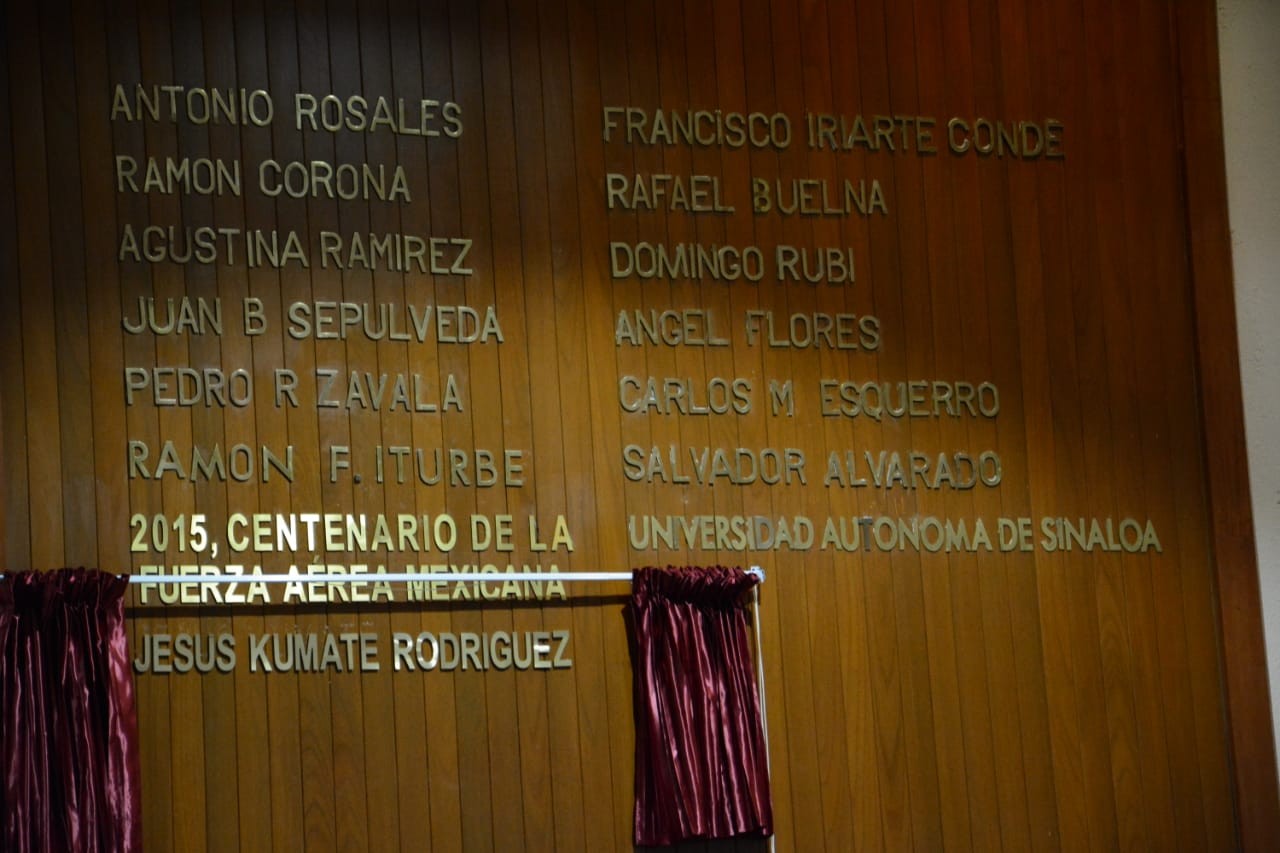 ANTONIO ROSALES
RAMON CORONA
AGUSTINA RAMIREZ
JUAN B SEPULVEDA
PEDRO R ZAVALA
RAMON F. ITURBE
2015, CENTENARIO DE LA
FUERZA AÉREA MEXICANA
JESUS KUMATE RODRIGUEZ
FRANCISCO IRIARTE CONDE
RAFAEL BUELNA
DOMINGO RUBI
ANGEL FLORES
CARLOS M ESQUERRO
SALVADOR ALVARADO
UNIVERSIDAD AUTONOMA DE SINALOA